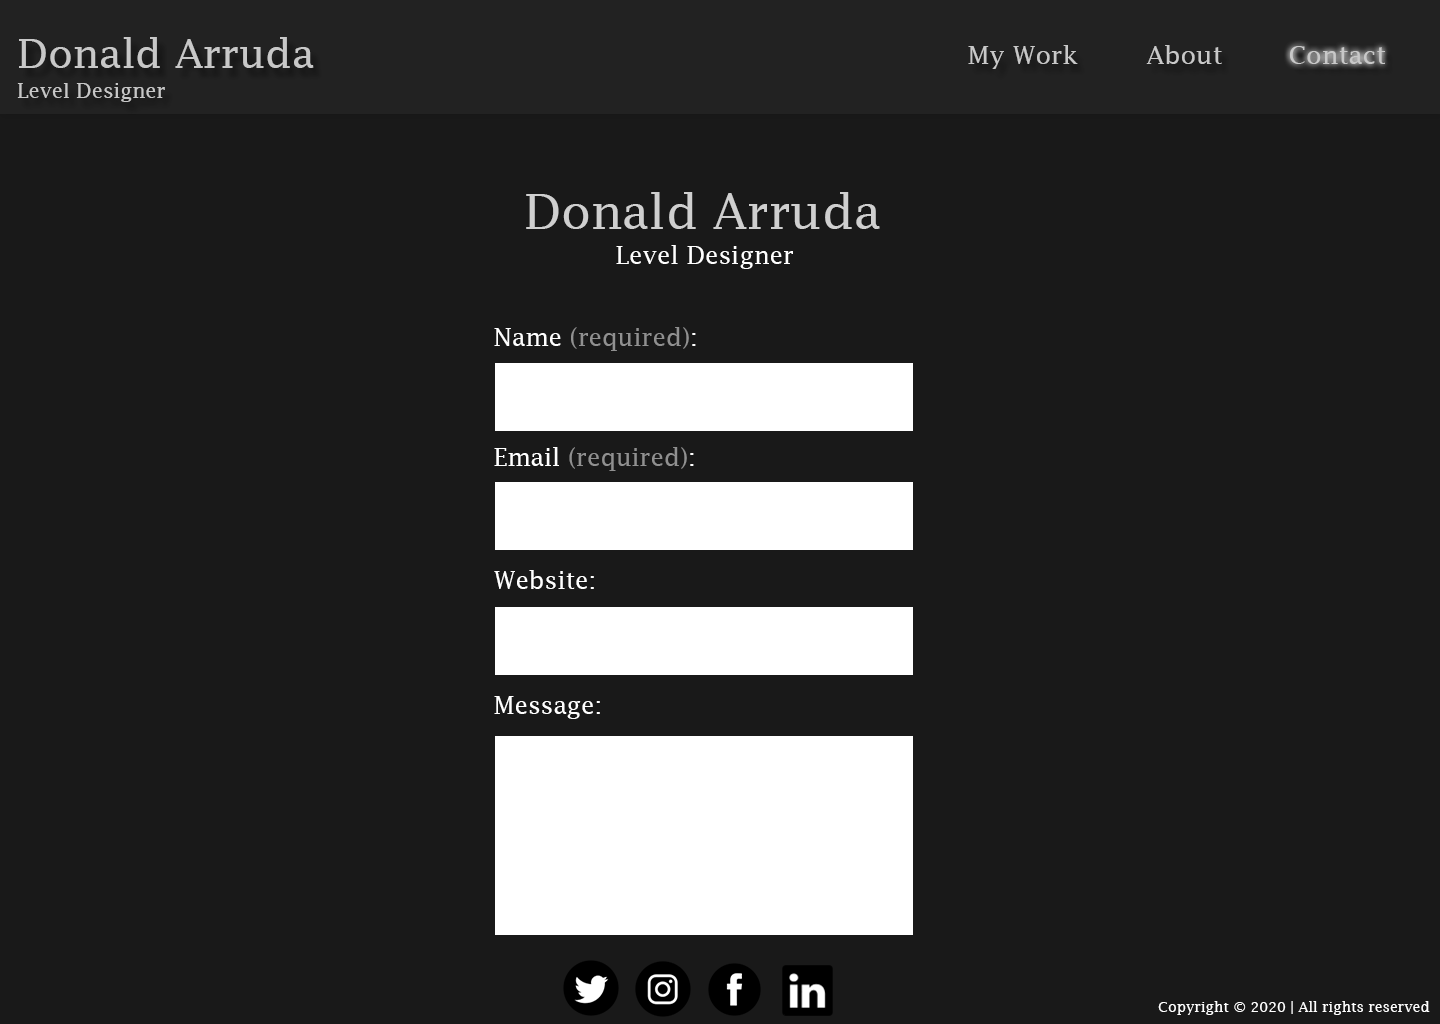 Donald Arruda
Level Designer
My Work About Contact
Donald Arruda
Level Designer
Name (required):
Email (required):
Website:
Message:
Copyright © 2020 | All rights reserved